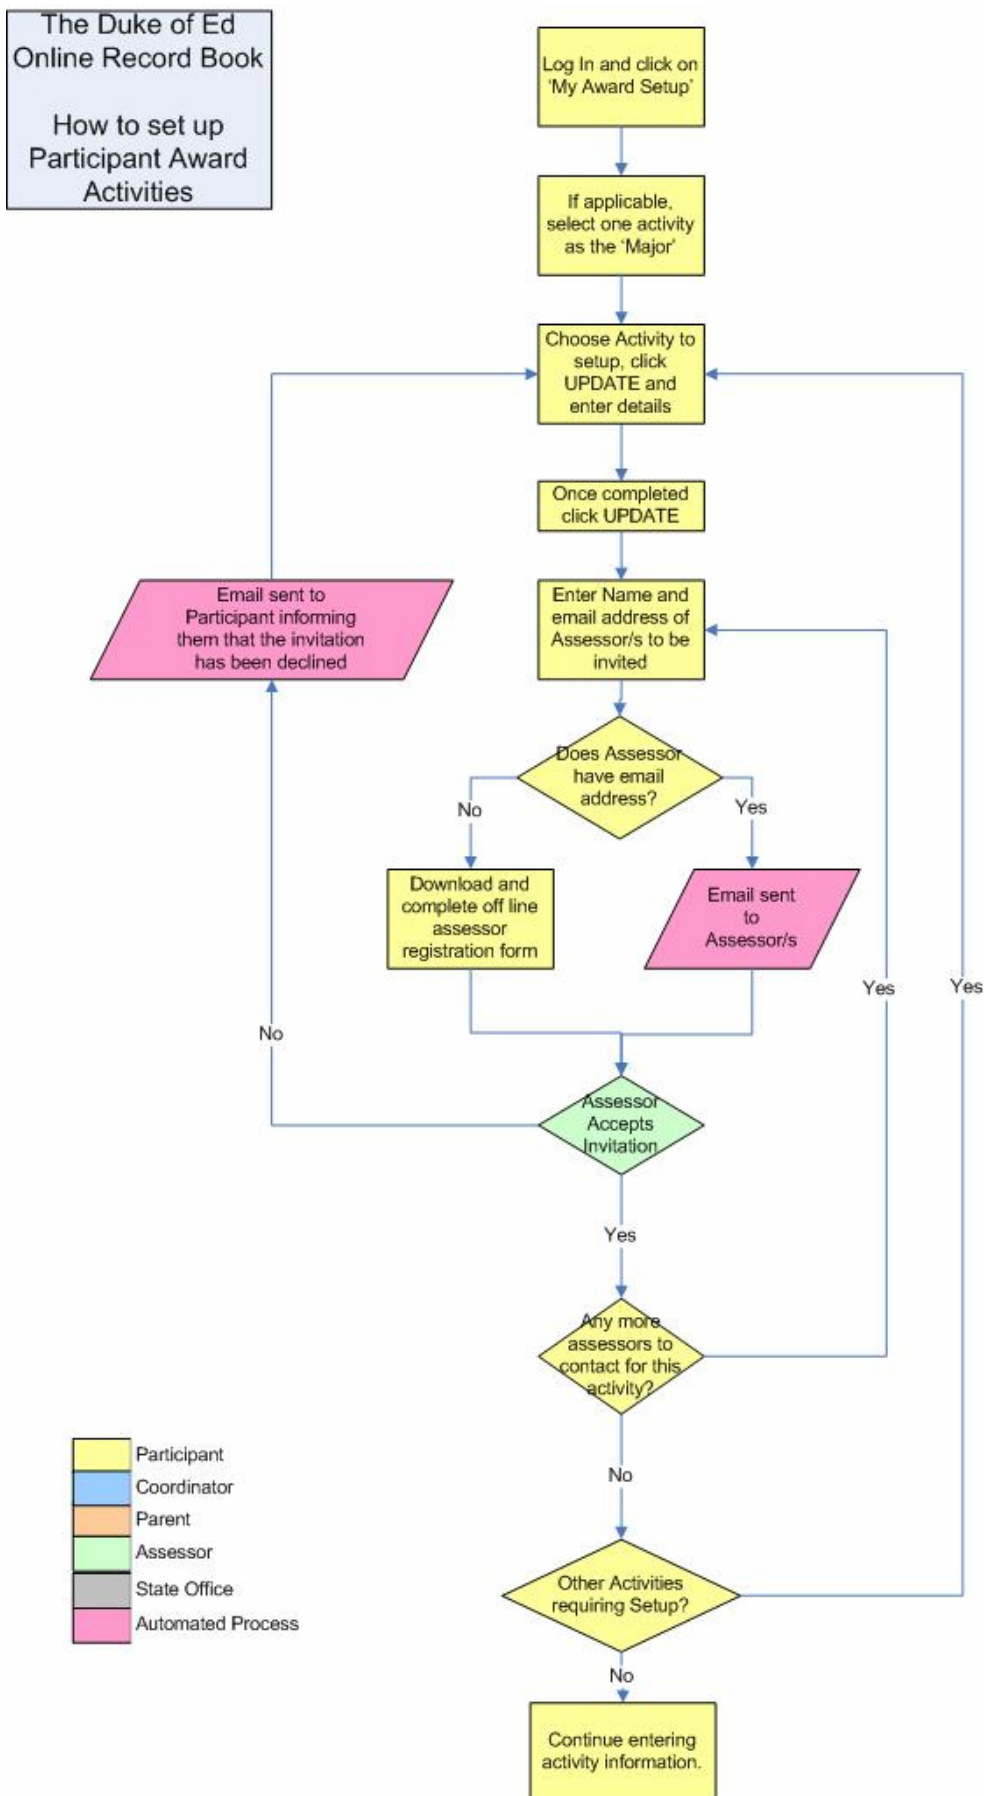 The Duke of Ed
Online Record Book
How to set up
Participant Award
Activities
Log In and click on
‘My Award Setup’
If applicable,
select one activity
as the ‘Major’
Choose Activity to
setup, click
UPDATE and
enter details
Once completed
click UPDATE
Email sent to
Participant informing
them that the invitation
has been declined
Enter Name and
email address of
Assessor/s to be
invited
Does Assessor
have email
address?
No
Yes
Download and
complete off line
assessor
registration form
Email sent
to
Assessor/s
Yes
Yes
No
Assessor
Accepts
Invitation
Yes
Any more
assessors to
contact for this
activity?
No
Participant
Coordinator
Parent
Assessor
State Office
Automated Process
Other Activities
requiring Setup?
No
Continue entering
activity information.